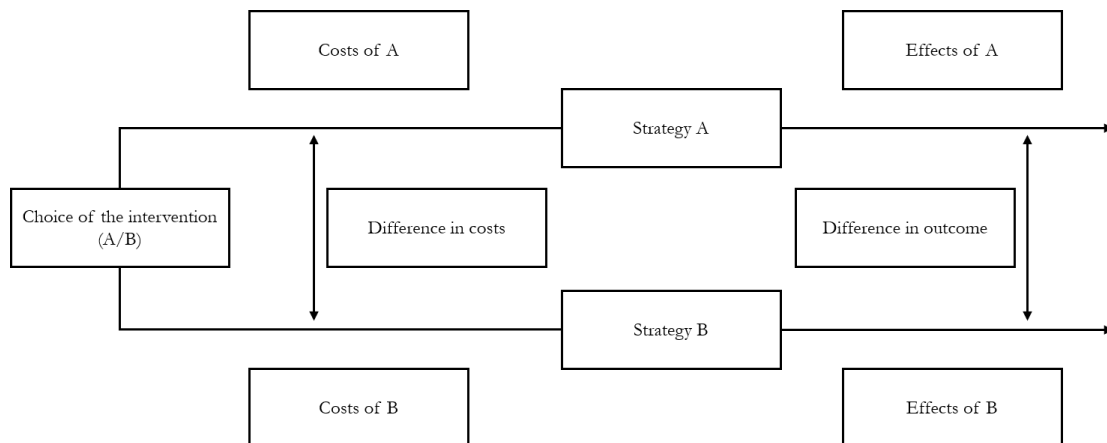 Costs of A
Effects of A
Strategy A
Choice of the intervention
(A/B)
Difference in costs
Difference in outcome
Strategy B
Costs of B
Effects of B